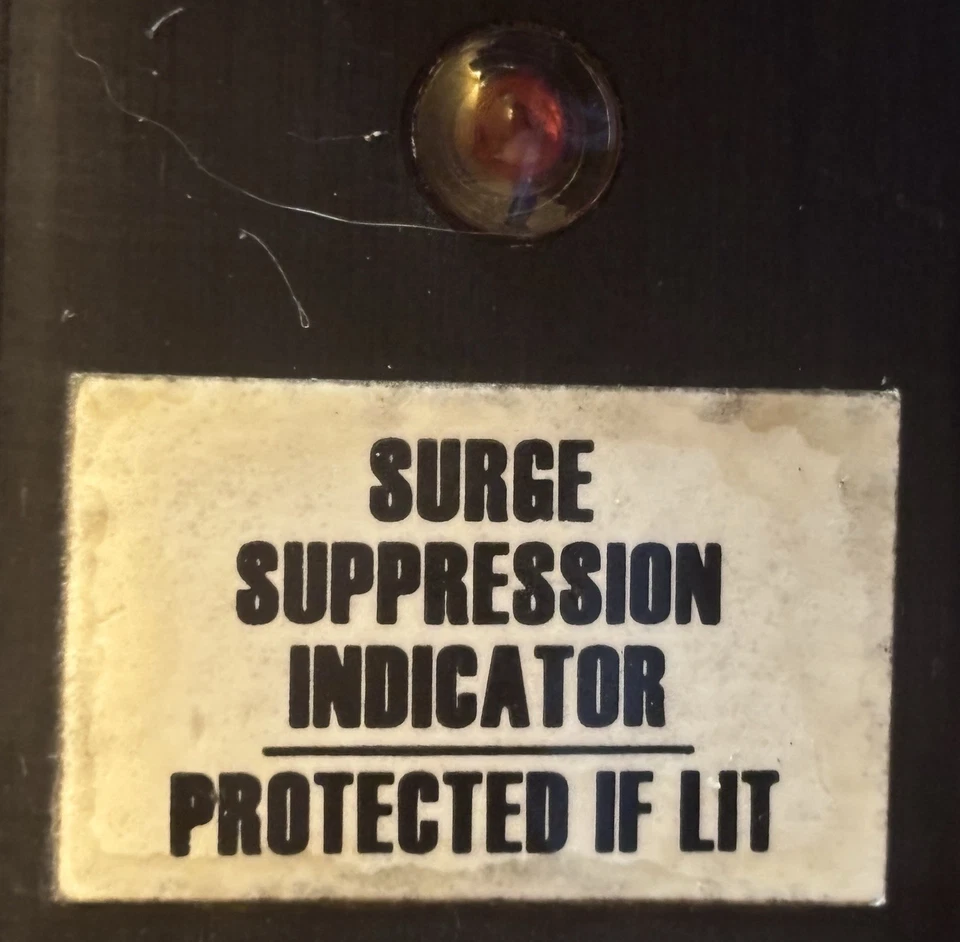 SURGE
SUPPRESSION
INDICATOR
PROTECTED IF LIT